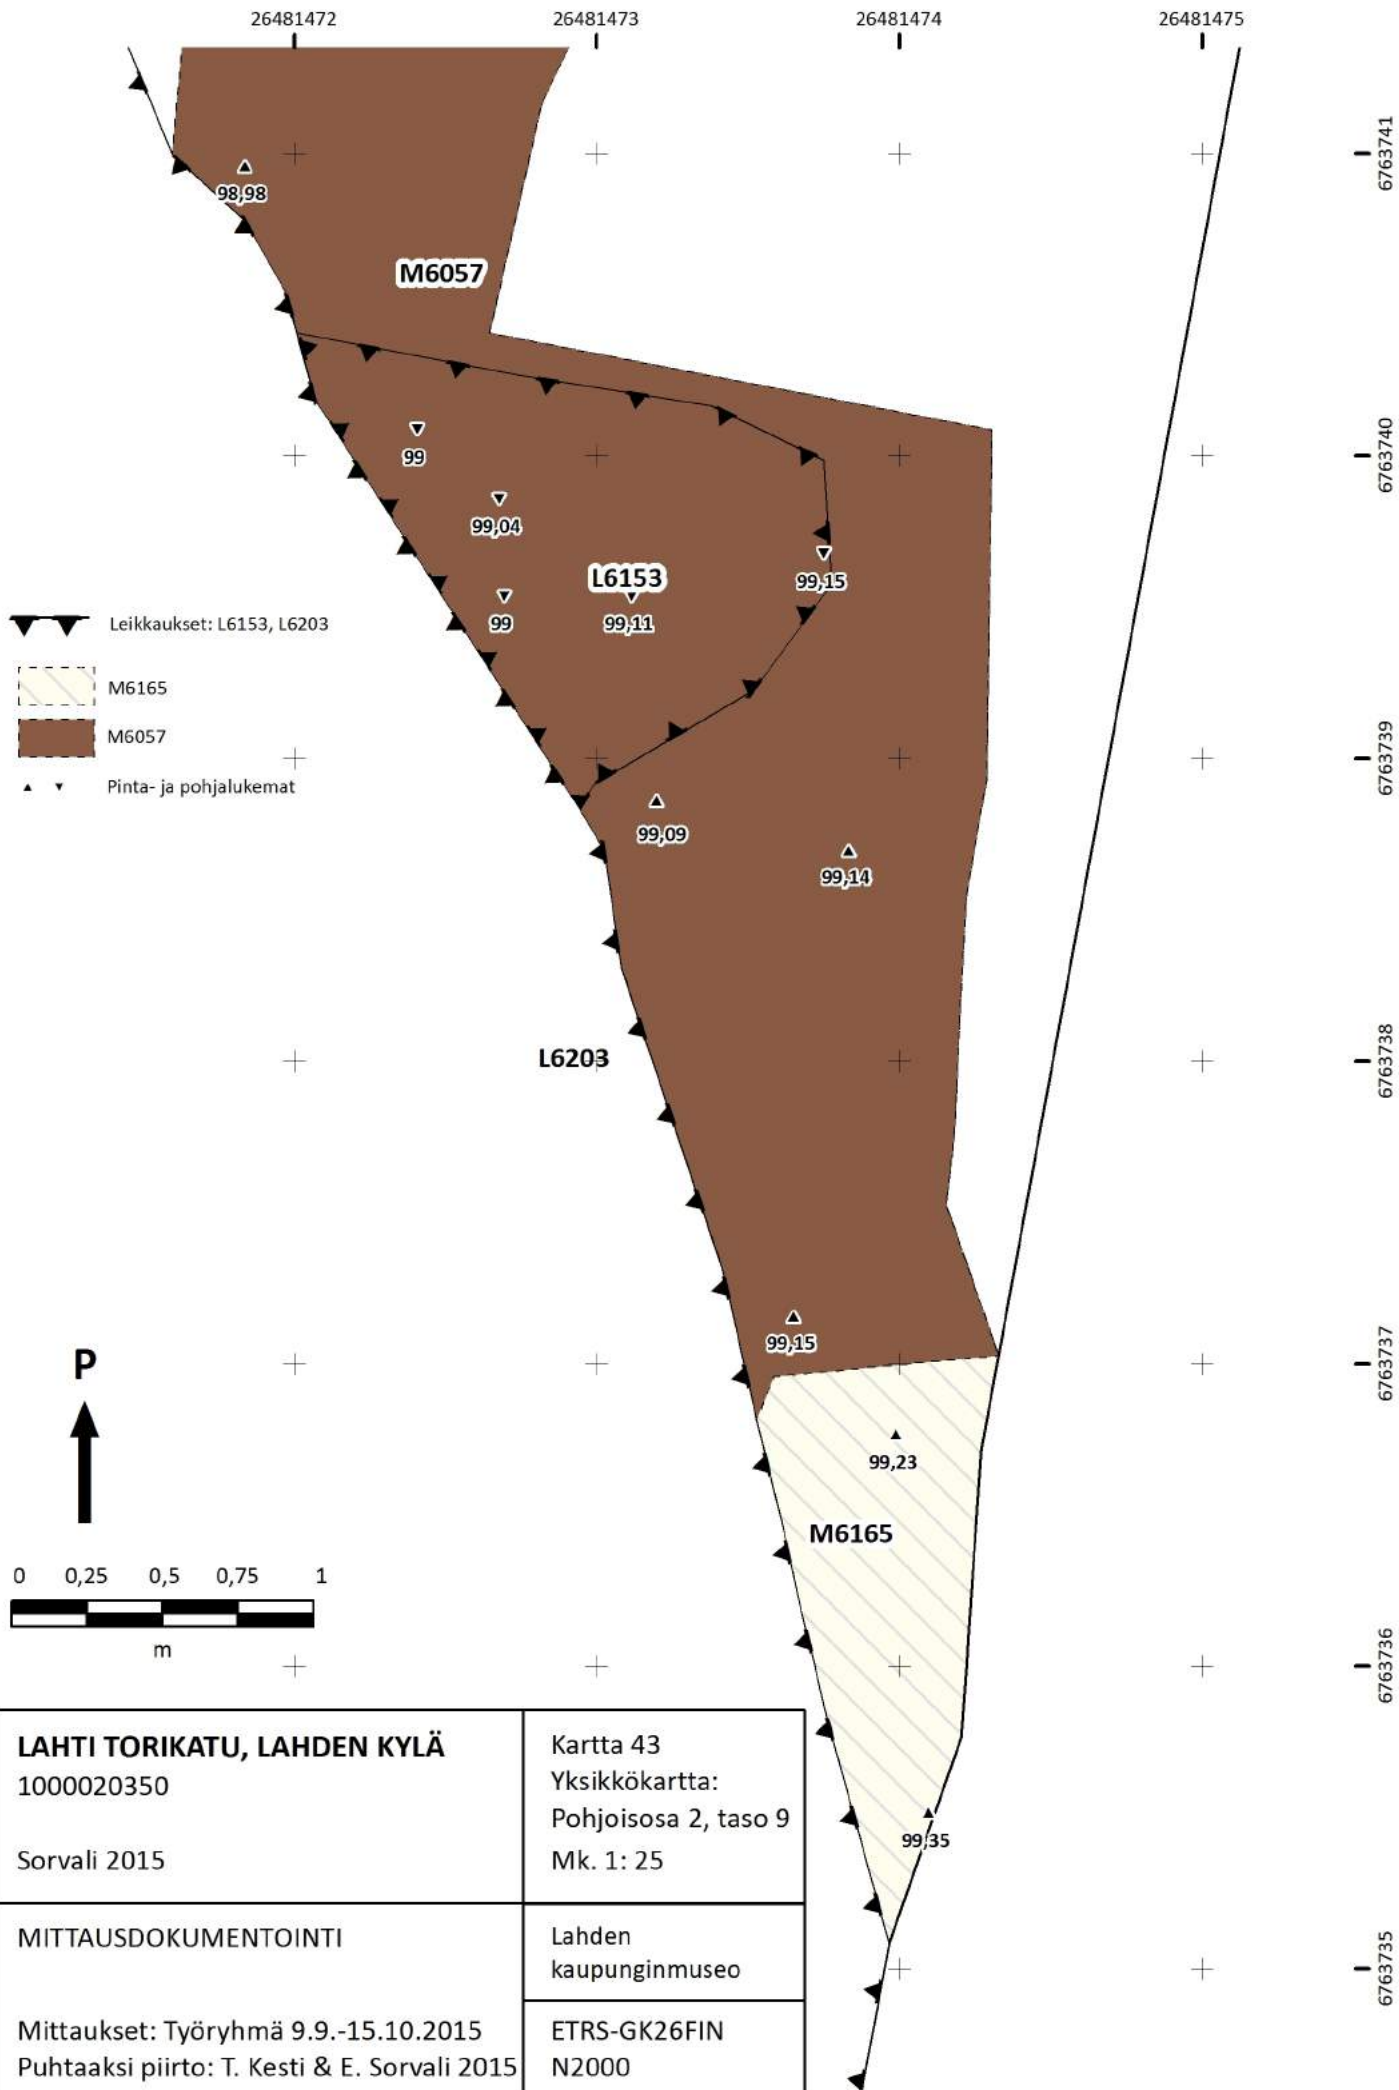 26481472 26481473 26481474 26481475
6763741
98,98
M6057
6763740
99
99,04
L6153
99,15
99
99,11
Leikkaukset: L6153, L6203
M6165
M6057
Pinta- ja pohjalukemat
6763739
99,09
99,14
L6203
6763738
99,15
P
6763737
99,23
M6165
0 0,25 0,5 0,75 1
m
6763736
99,35
LAHTI TORIKATU, LAHDEN KYLÄ
1000020350
Sorvali 2015
Kartta 43
Yksikkökartta:
Pohjoisosa 2, taso 9
Mk. 1: 25
MITTAUSDOKUMENTOINTI
Lahden
kaupunginmuseo
6763735
Mittaukset: Työryhmä 9.9.-15.10.2015
Puhtaaksi piirto: T. Kesti & E. Sorvali 2015
ETRS-GK26FIN
N2000